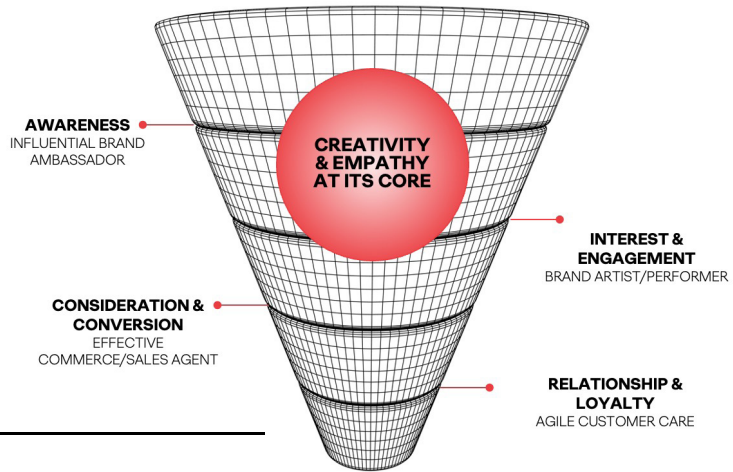 AWARENESS
INFLUENTIAL BRAND
AMBASSADOR
CREATIVITY
& EMPATHY
AT ITS CORE
INTEREST &
ENGAGEMENT
BRAND ARTIST/PERFORMER
CONSIDERATION &
CONVERSION
EFFECTIVE
COMMERCE/SALES AGENT
RELATIONSHIP &
LOYALTY
AGILE CUSTOMER CARE